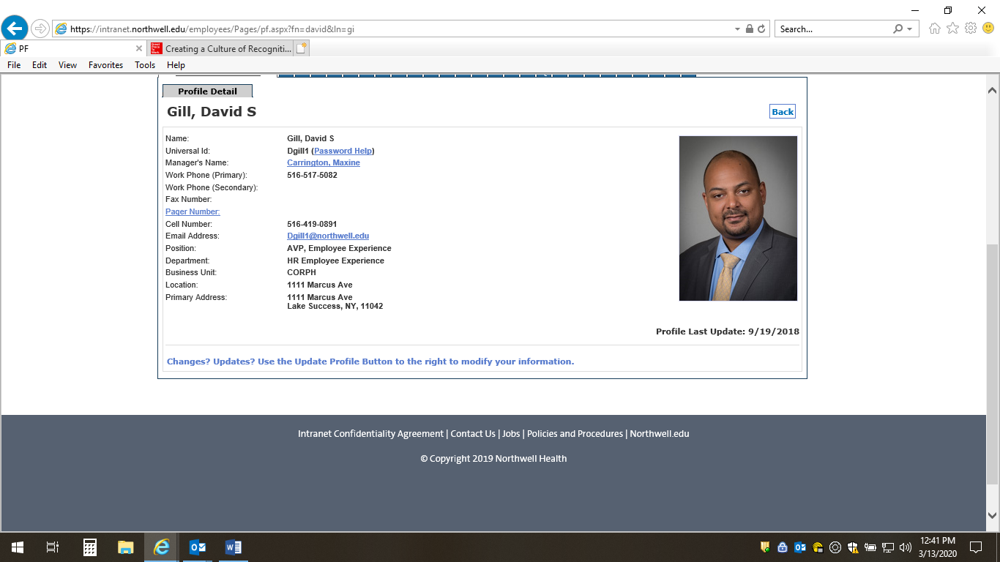 https://intranet.northwell.edu/employees/Pages/pf.aspx?fn=david&ln=gi
Search...
PF
Creating a Culture of Recogniti...
File Edit View Favorites Tools Help
Profile Detail
Gill, David S
Back
Name: Gill, David S
Universal Id: Dgill1 (Password Help)
Manager's Name: Carrington, Maxine
Work Phone (Primary): 516-517-5082
Work Phone (Secondary):
Fax Number:
Pager Number:
Cell Number: 516-419-0891
Email Address: Dgill1@northwell.edu
Position: AVP, Employee Experience
Department: HR Employee Experience
Business Unit: CORPH
Location: 1111 Marcus Ave
Primary Address: 1111 Marcus Ave
Lake Success, NY, 11042
Profile Last Update: 9/19/2018
Changes? Updates? Use the Update Profile Button to the right to modify your information.
Intranet Confidentiality Agreement | Contact Us | Jobs | Policies and Procedures | Northwell.edu
© Copyright 2019 Northwell Health
12:41 PM
3/13/2020